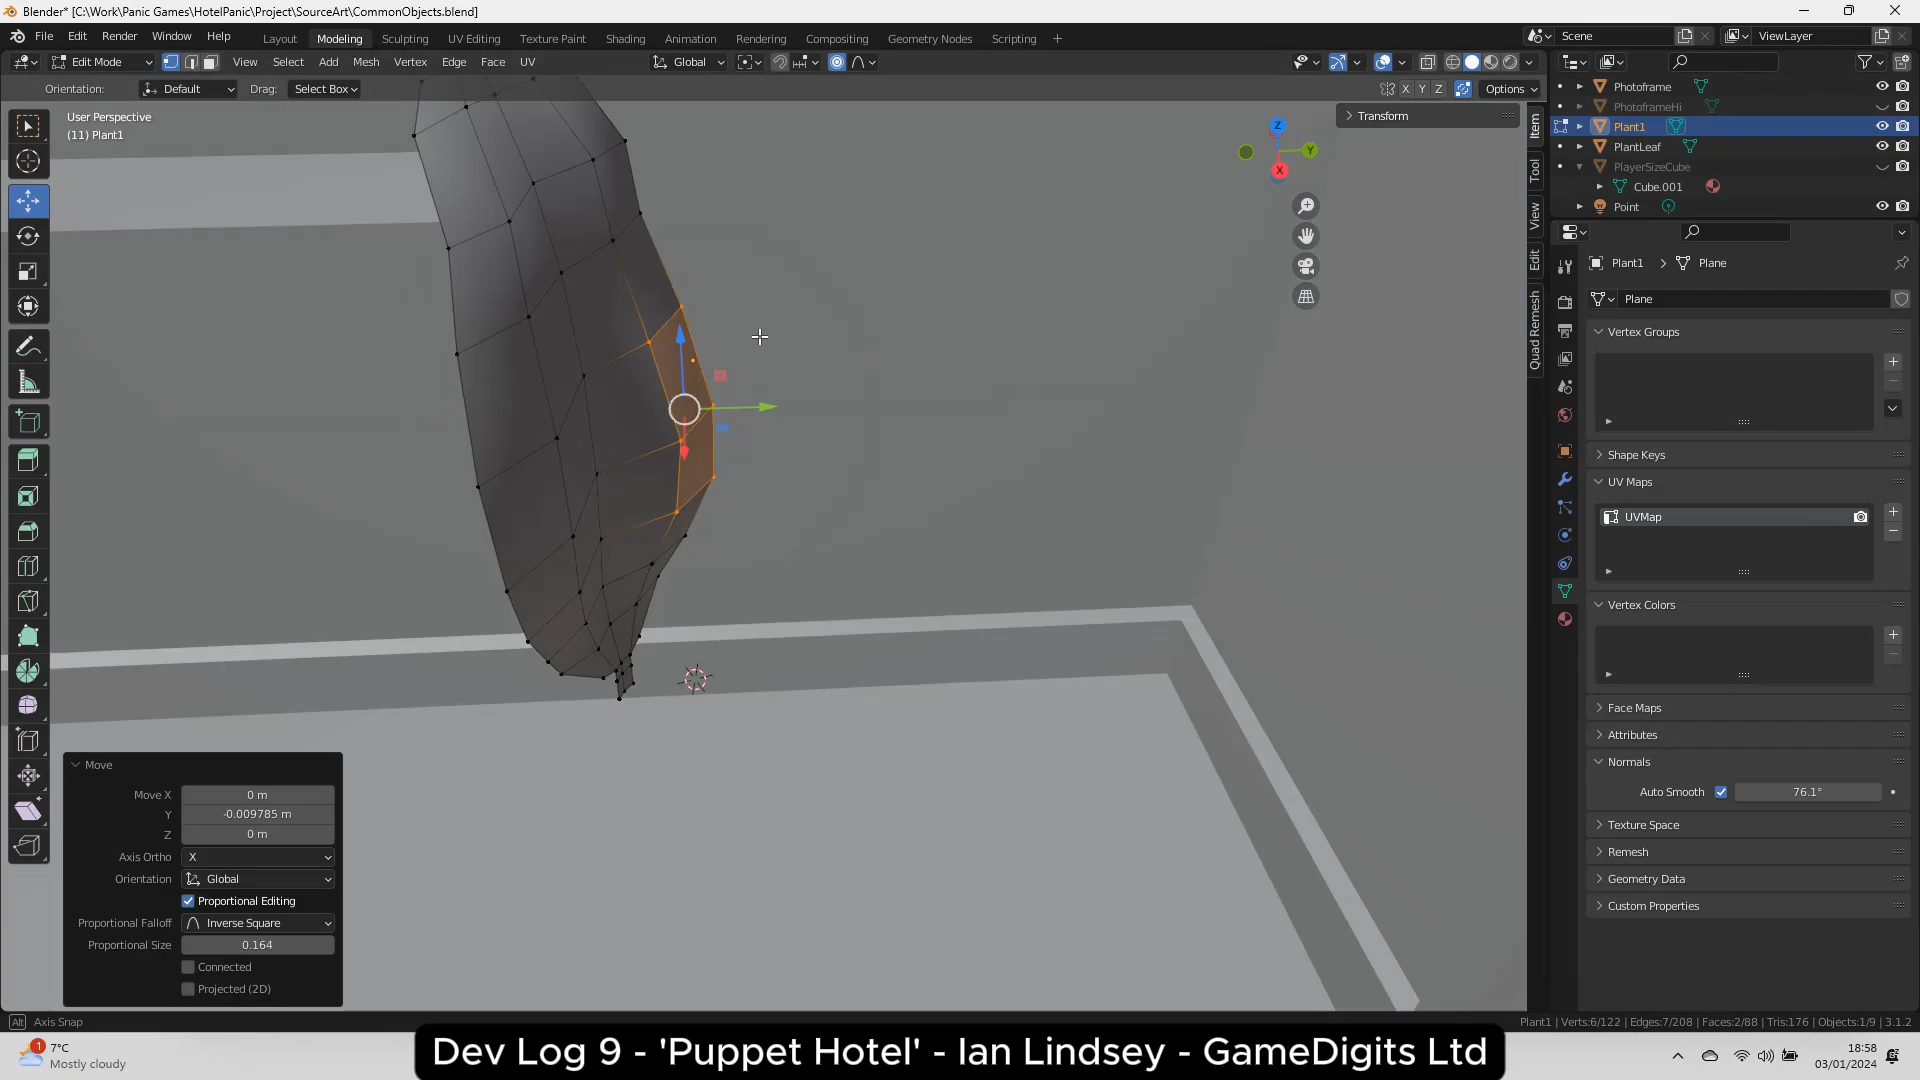 Blender* [C:\Work\Panic Games\HotelPanic\Project\SourceArt\CommonObjects.blend]
File Edit Render Window Help
Layout Modeling Sculpting UV Editing Texture Paint Shading Animation Rendering Compositing Geometry Nodes Scripting
Scene
ViewLayer
Edit Mode View Select Add Mesh Vertex Edge Face UV
Global
Orientation: Default Drag: Select Box
X Y Z Options
User Perspective
(11) Plant1
Transform
Z
Y
X
Item
Tool
View
Edit
Quad Remesh
Photoframe
PhotoframeHi
Plant1
PlantLeaf
PlayerSizeCube
Cube.001
Point
Plant1 Plane
Plane
Vertex Groups
Shape Keys
UV Maps
UVMap
Vertex Colors
Face Maps
Attributes
Normals
Auto Smooth 76.1°
Texture Space
Remesh
Geometry Data
Custom Properties
Move
Move X 0 m
Y -0.009785 m
Z 0 m
Axis Ortho X
Orientation Global
Proportional Editing
Proportional Falloff Inverse Square
Proportional Size 0.164
Connected
Projected (2D)
Alt Axis Snap
Plant1 | Verts:6/122 | Edges:7/208 | Faces:2/88 | Tris:176 | Objects:1/9 | 3.1.2
1
7°C
Mostly cloudy
Dev Log 9 - 'Puppet Hotel' - Ian Lindsey - GameDigits Ltd
18:58
03/01/2024